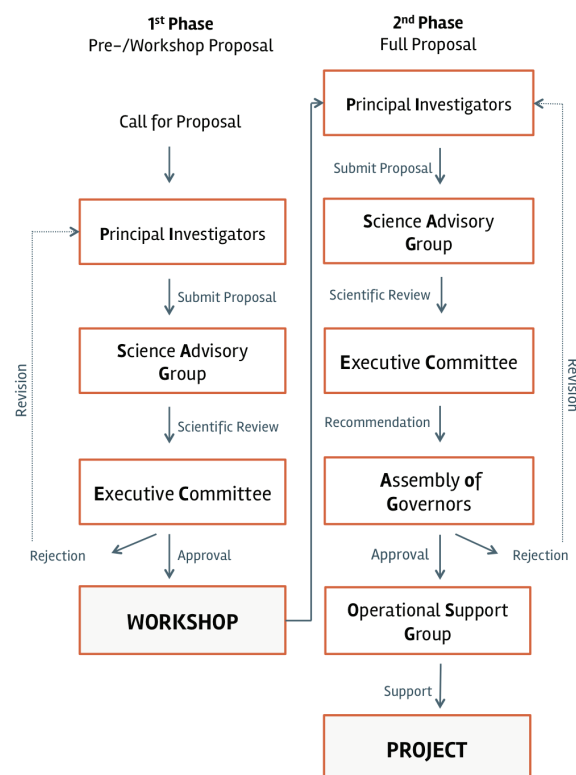 1st Phase
Pre-/Workshop Proposal
Call for Proposal
Principal Investigators
Submit Proposal
Science Advisory
Group
Scientific Review
Executive Committee
Rejection
Approval
Revision
WORKSHOP
2nd Phase
Full Proposal
Principal Investigators
Submit Proposal
Science Advisory
Group
Scientific Review
Executive Committee
Recommendation
Assembly of
Governors
Approval
Rejection
Revision
Operational Support
Group
Support
PROJECT